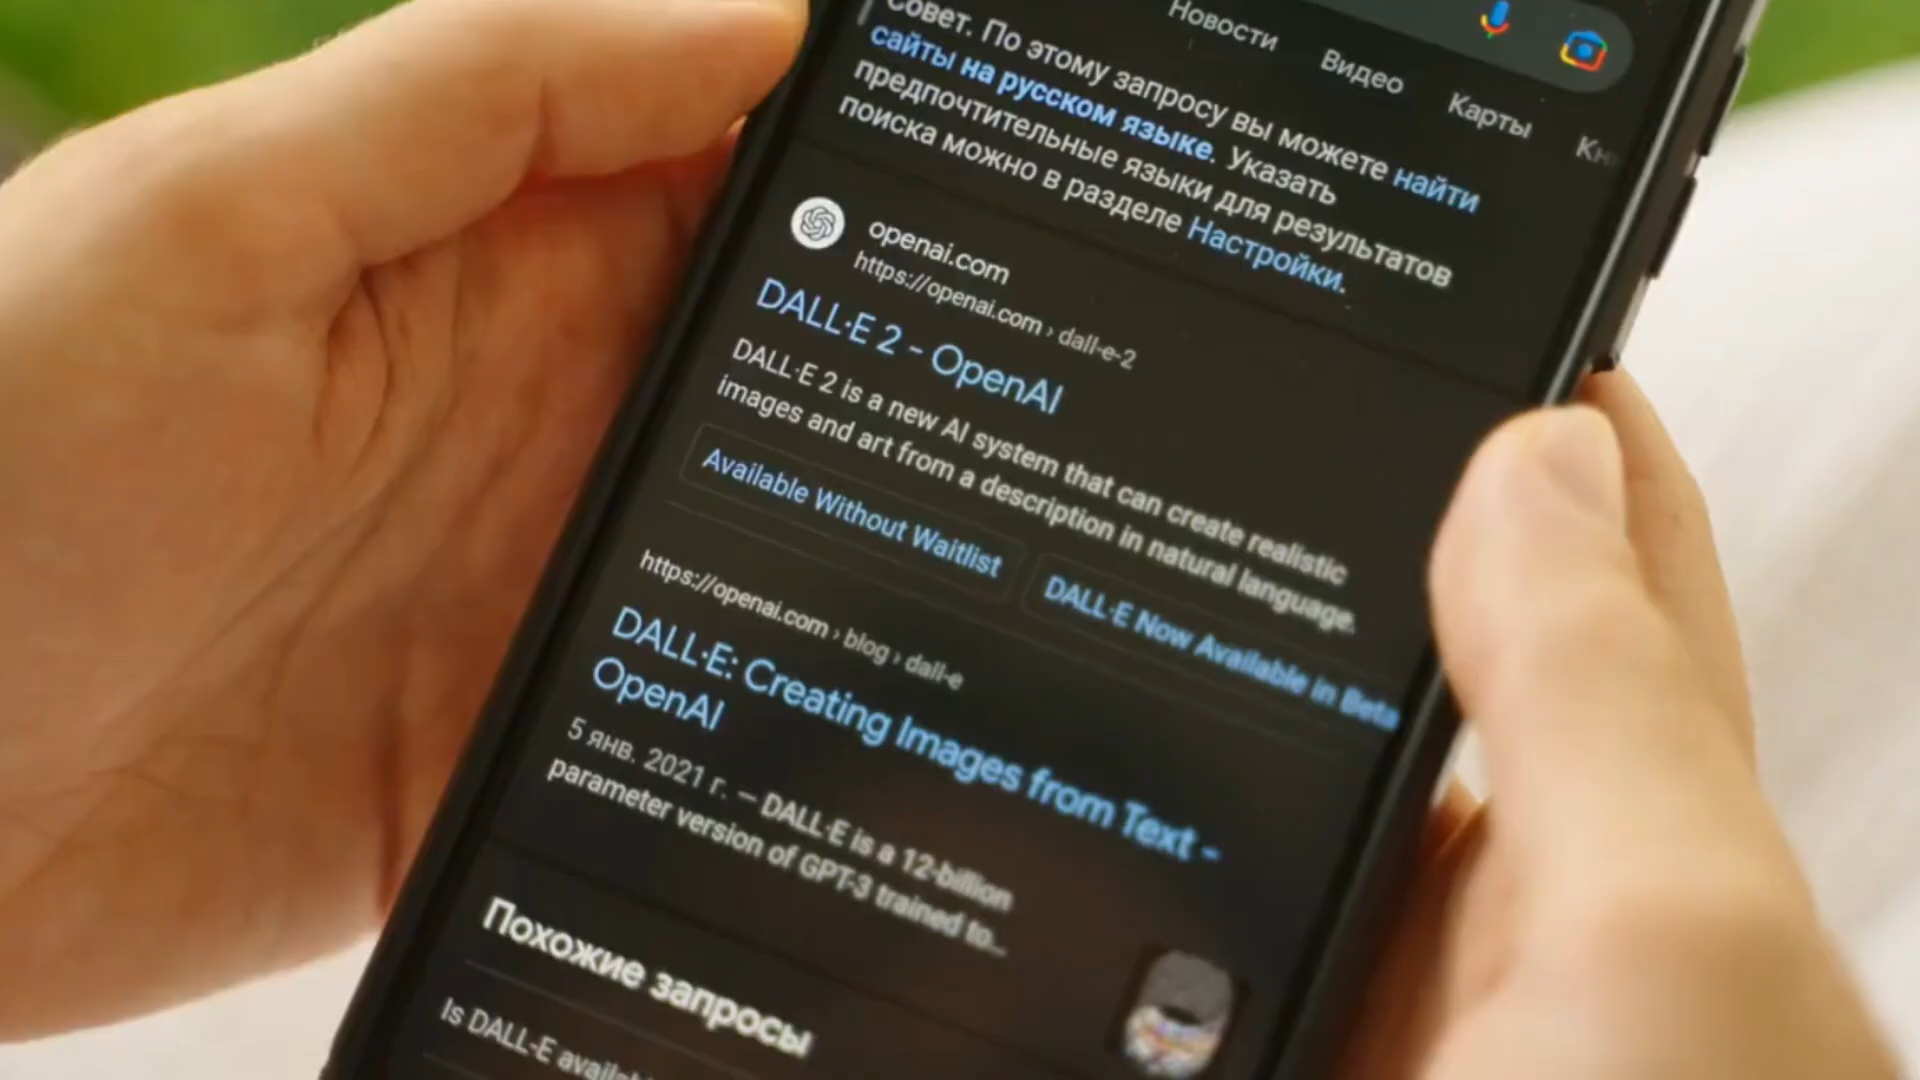 Новости Видео Карты
Совет. По этому запросу вы можете найти
сайты на русском языке. Указать
предпочтительные языки для результатов
поиска можно в разделе Настройки.
openai.com
https://openai.com › dall-e-2
DALL·E 2 - OpenAI
DALL·E 2 is a new AI system that can create realistic
images and art from a description in natural language.
Available Without Waitlist
DALL·E Now Available in Beta
https://openai.com › blog › dall-e
DALL·E: Creating Images from Text -
OpenAI
5 янв. 2021 г. — DALL·E is a 12-billion
parameter version of GPT-3 trained to...
Похожие запросы
Is DALL-E